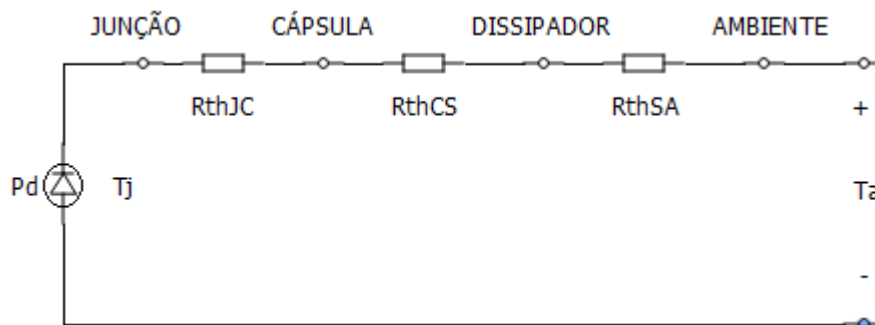 JUNÇÃO CÁPSULA DISSIPADOR AMBIENTE
RthJC RthCS RthSA +
Pd Tj Ta
-